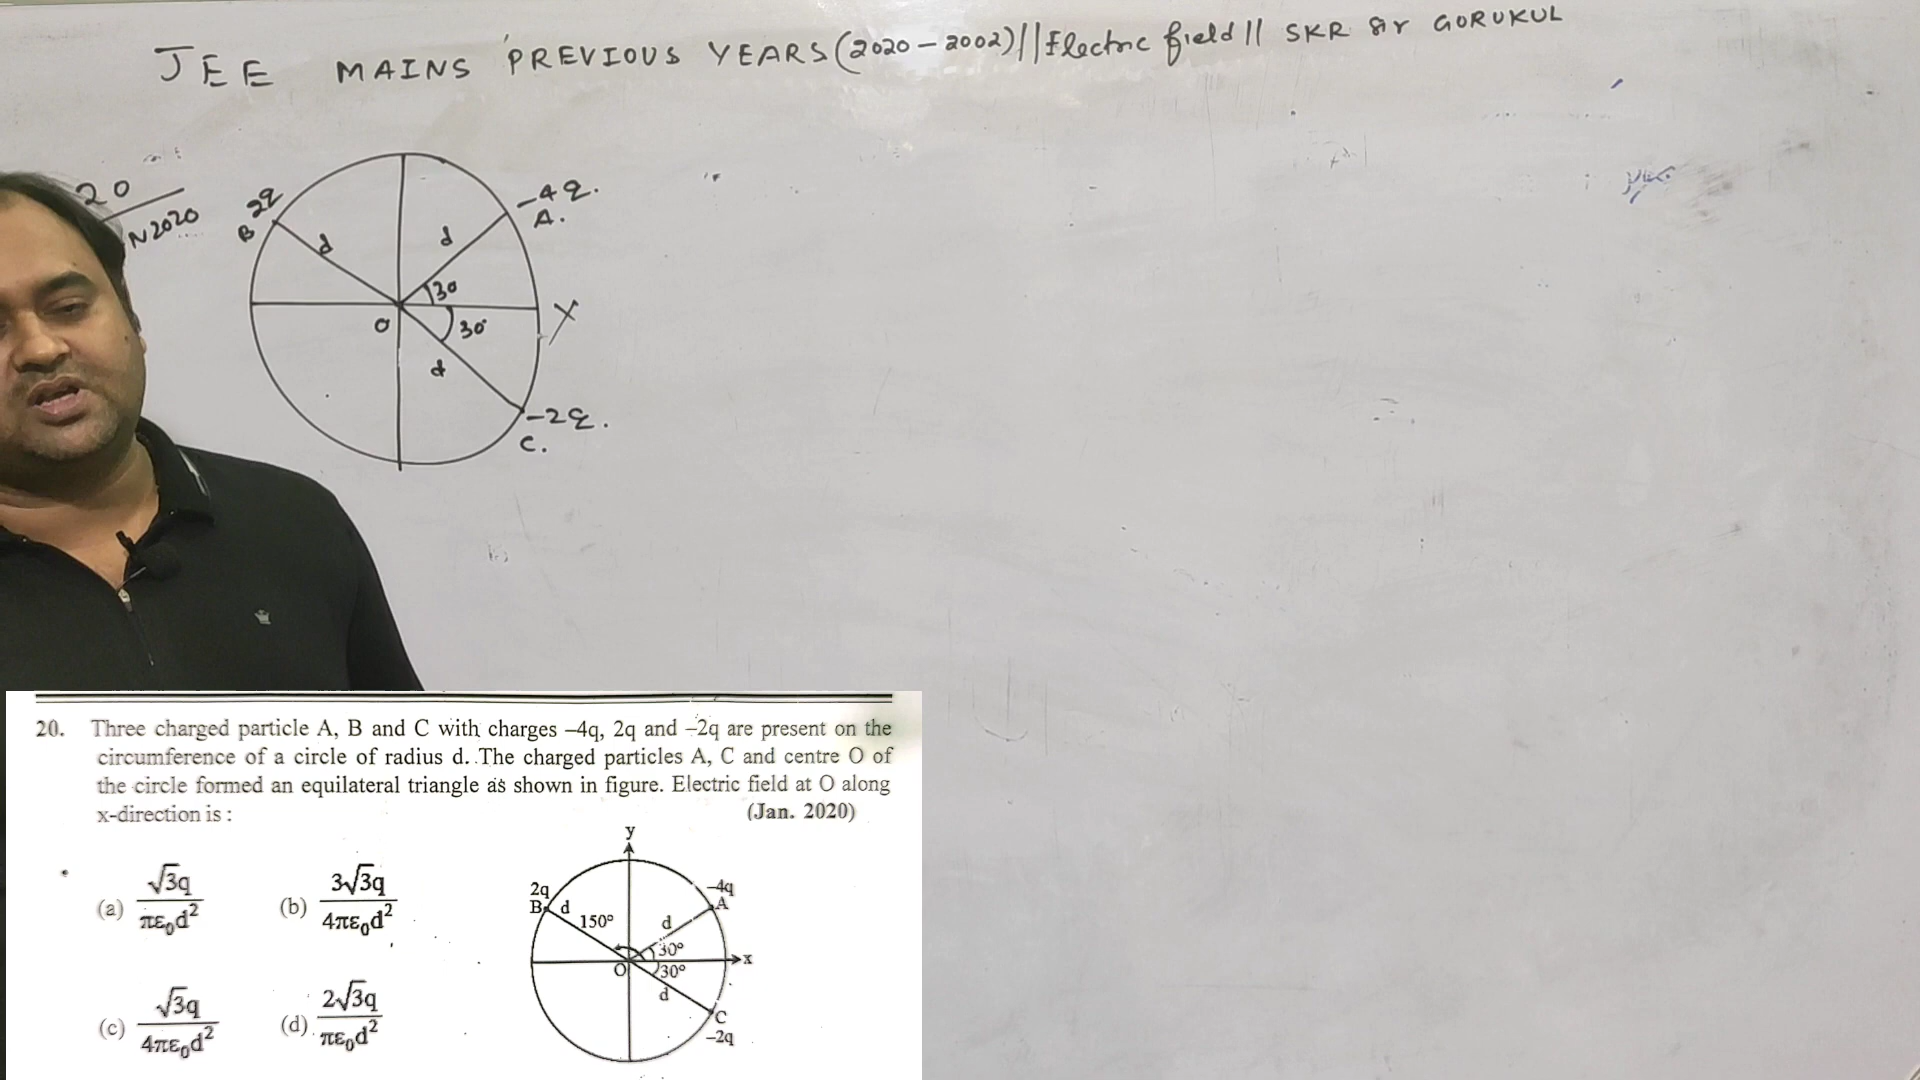 JEE MAINS PREVIOUS YEARS (2020-2002) || Electric field || SKR Sir GORUKUL
20
N2020
2q
B
d
d
-4q.
A.
30
30°
O
X
d
-2q.
C.
20. Three charged particle A, B and C with charges –4q, 2q and –2q are present on the
circumference of a circle of radius d. The charged particles A, C and centre O of
the circle formed an equilateral triangle as shown in figure. Electric field at O along
x-direction is : (Jan. 2020)
(a) √3q / πε₀d²
(b) 3√3q / 4πε₀d²
(c) √3q / 4πε₀d²
(d) 2√3q / πε₀d²
y
2q
B d
150°
–4q
A
d
30°
x
O
30°
d
C
–2q